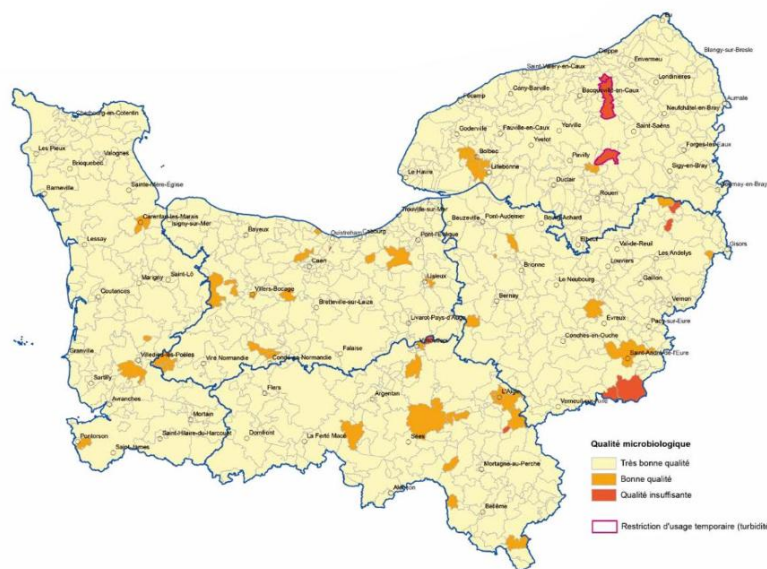 Eu
Dieppe
Blangy-sur-Bresle
Envermeu
Saint-Valery-en-Caux
Londinières
Cany-Barville
Bacqueville-en-Caux
Aumale
Fécamp
Neufchâtel-en-Bray
Cherbourg-en-Cotentin
Yerville
Goderville
Fauville-en-Caux
Saint-Saëns
Yvetot
Forges-les-Eaux
Les Pieux
Valognes
Bolbec
Pavilly
Bricquebec
Lillebonne
Sigy-en-Bray
Le Havre
Duclair
Barneville
Sainte-Mère-Église
Rouen
Gournay-en-Bray
Trouville-sur-Mer
Carentan-les-Marais
Isigny-sur-Mer
Beuzeville
Pont-Audemer
Bourg-Achard
Ouistreham
Cabourg
Bayeux
Pont-l'Évêque
Elbeuf
Lessay
Val-de-Reuil
Gisors
Caen
Brionne
Louviers
Les Andelys
Marigny
Saint-Lô
Lisieux
Le Neubourg
Gaillon
Villers-Bocage
Coutances
Bernay
Vernon
Bretteville-sur-Laize
Évreux
Livarot-Pays-d'Auge
Pacy-sur-Eure
Conches-en-Ouche
Granville
Falaise
Villedieu-les-Poêles
Vire Normandie
Condé-en-Normandie
Saint-André-de-l'Eure
Sartilly
Flers
Argentan
L'Aigle
Verneuil-sur-Avre
Avranches
Mortain
Pontorson
Saint-James
Saint-Hilaire-du-Harcouët
Domfront
La Ferté Macé
Sées
Mortagne-au-Perche
Alençon
Bellême
Qualité microbiologique
Très bonne qualité
Bonne qualité
Qualité insuffisante
Restriction d'usage temporaire (turbidité